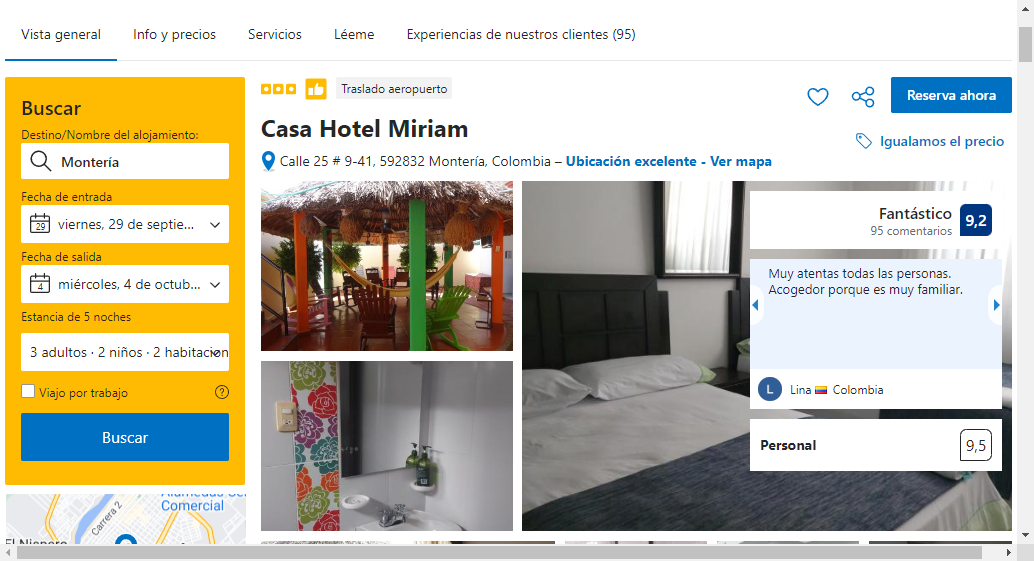 Vista general
Info y precios
Servicios
Léeme
Experiencias de nuestros clientes (95)
Buscar
Destino/Nombre del alojamiento:
Montería
Fecha de entrada
29
viernes, 29 de septie...
Fecha de salida
4
miércoles, 4 de octub...
Estancia de 5 noches
3 adultos · 2 niños · 2 habitacion
Viajo por trabajo
Buscar
Carrera 2
Comercial
El
Traslado aeropuerto
Reserva ahora
Casa Hotel Miriam
Igualamos el precio
Calle 25 # 9-41, 592832 Montería, Colombia – Ubicación excelente - Ver mapa
Fantástico
95 comentarios
9,2
Muy atentas todas las personas.
Acogedor porque es muy familiar.
L
Lina Colombia
Personal
9,5